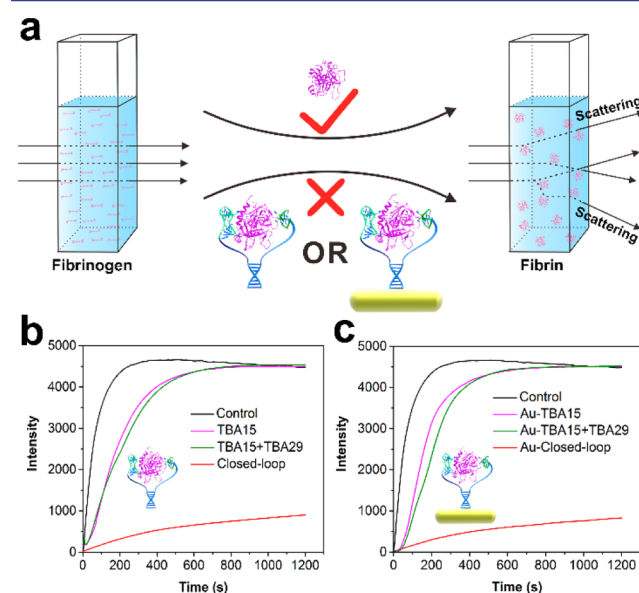 a
Scattering
Scattering
OR
Fibrinogen
Fibrin
b
5000
4000
3000
2000
1000
0
Intensity
Control
TBA15
TBA15+TBA29
Closed-loop
0 200 400 600 800 1000 1200
Time (s)
c
5000
4000
3000
2000
1000
0
Intensity
Control
Au-TBA15
Au-TBA15+TBA29
Au-Closed-loop
0 200 400 600 800 1000 1200
Time (s)